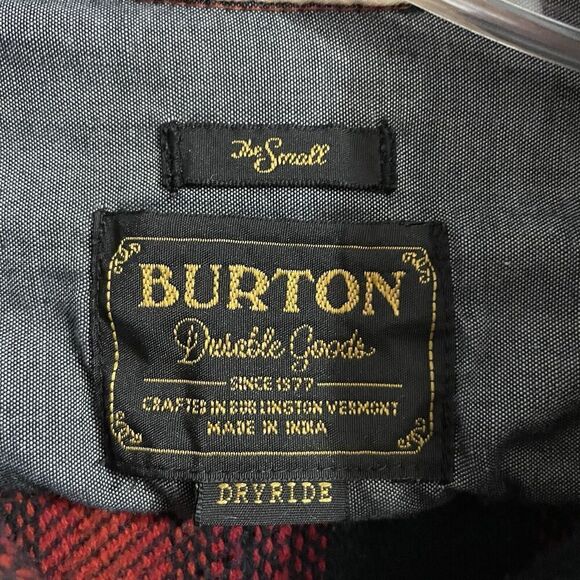 The Small
BURTON
Durable Goods
SINCE 1977
CRAFTED IN BURLINGTON VERMONT
MADE IN INDIA
DRYRIDE